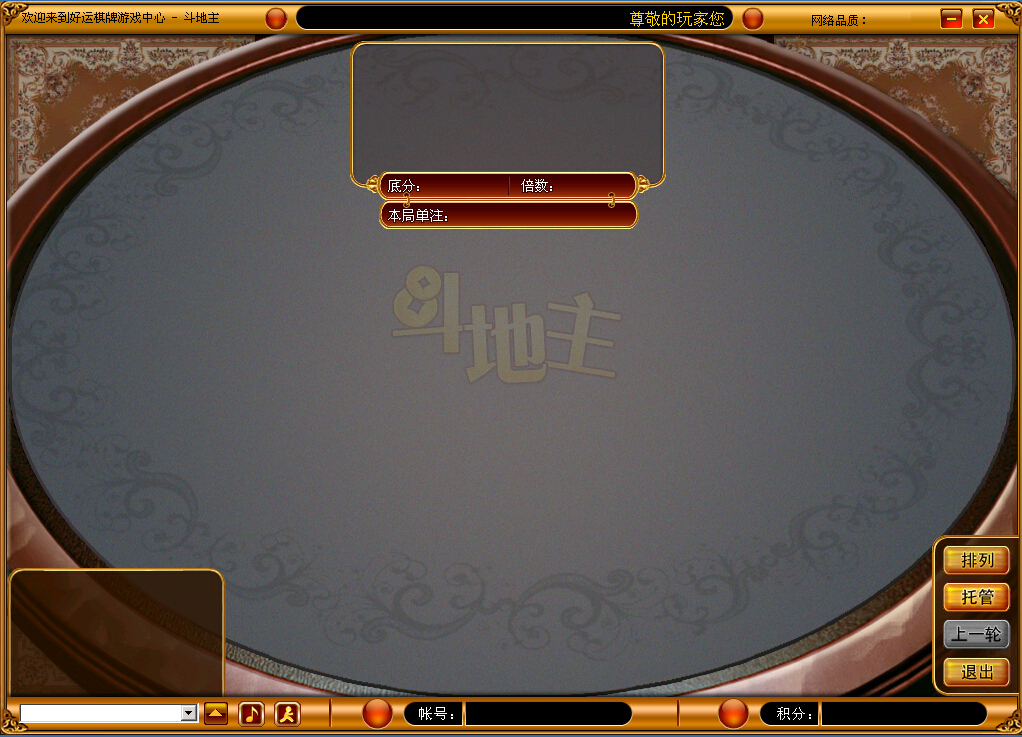 欢迎来到好运棋牌游戏中心 - 斗地主
尊敬的玩家您
网络品质：
底分：
倍数：
本局单注：
斗地主
排列
托管
上一轮
退出
帐号：
积分：